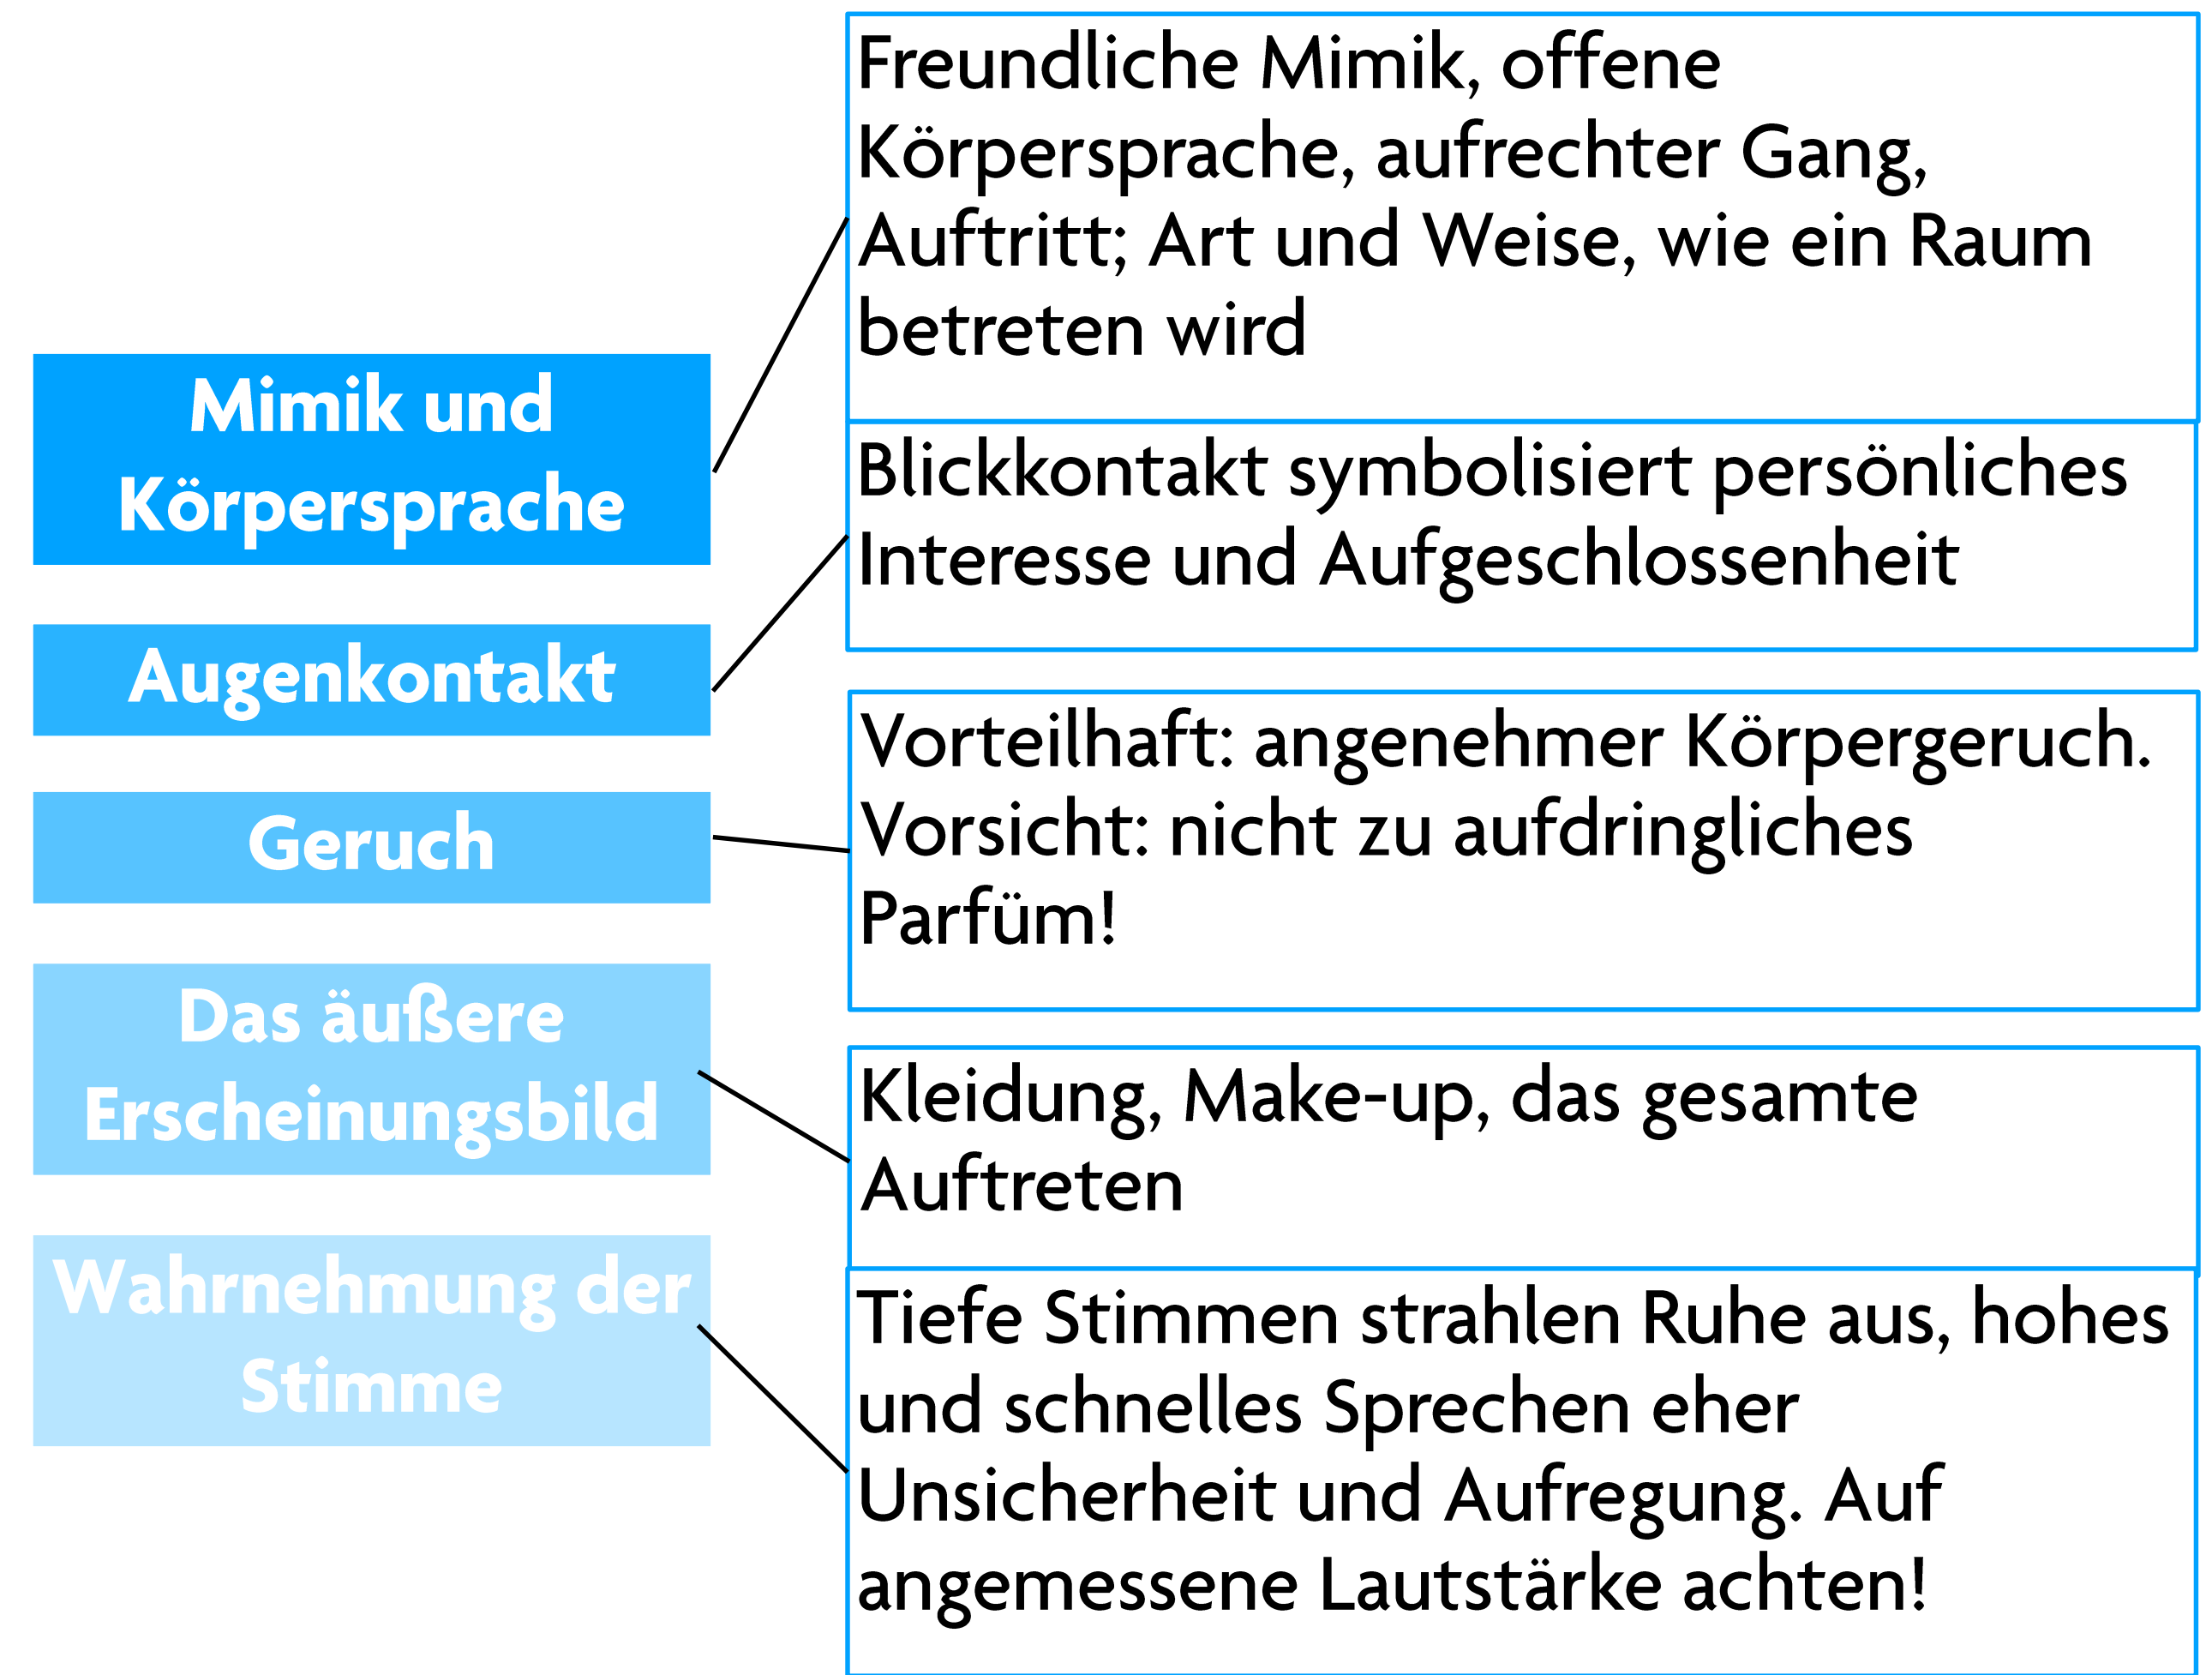 Freundliche Mimik, offene
Körpersprache, aufrechter Gang,
Auftritt; Art und Weise, wie ein Raum
betreten wird
Mimik und
Körpersprache
Blickkontakt symbolisiert persönliches
Interesse und Aufgeschlossenheit
Augenkontakt
Vorteilhaft: angenehmer Körpergeruch.
Vorsicht: nicht zu aufdringliches
Parfüm!
Geruch
Das äußere
Erscheinungsbild
Kleidung, Make-up, das gesamte
Auftreten
Wahrnehmung der
Stimme
Tiefe Stimmen strahlen Ruhe aus, hohes
und schnelles Sprechen eher
Unsicherheit und Aufregung. Auf
angemessene Lautstärke achten!